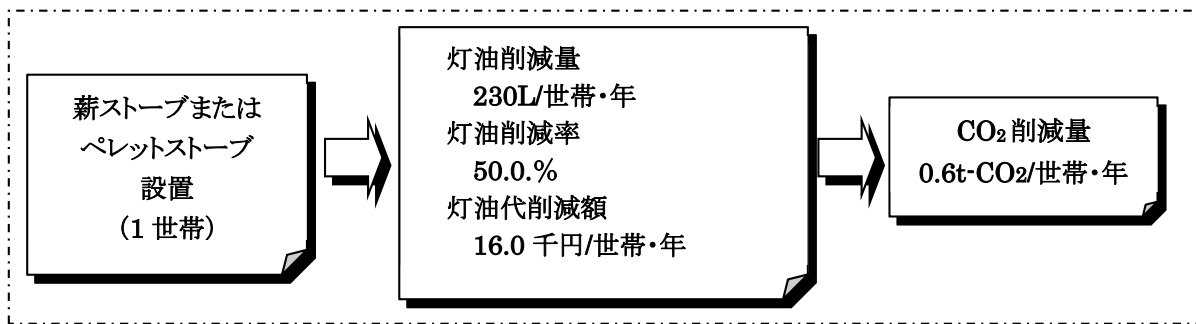 薪ストーブまたは
ペレットストーブ
設置
(1 世帯)
灯油削減量
230L/世帯・年
灯油削減率
50.0.%
灯油代削減額
16.0 千円/世帯・年
CO₂削減量
0.6t-CO2/世帯・年